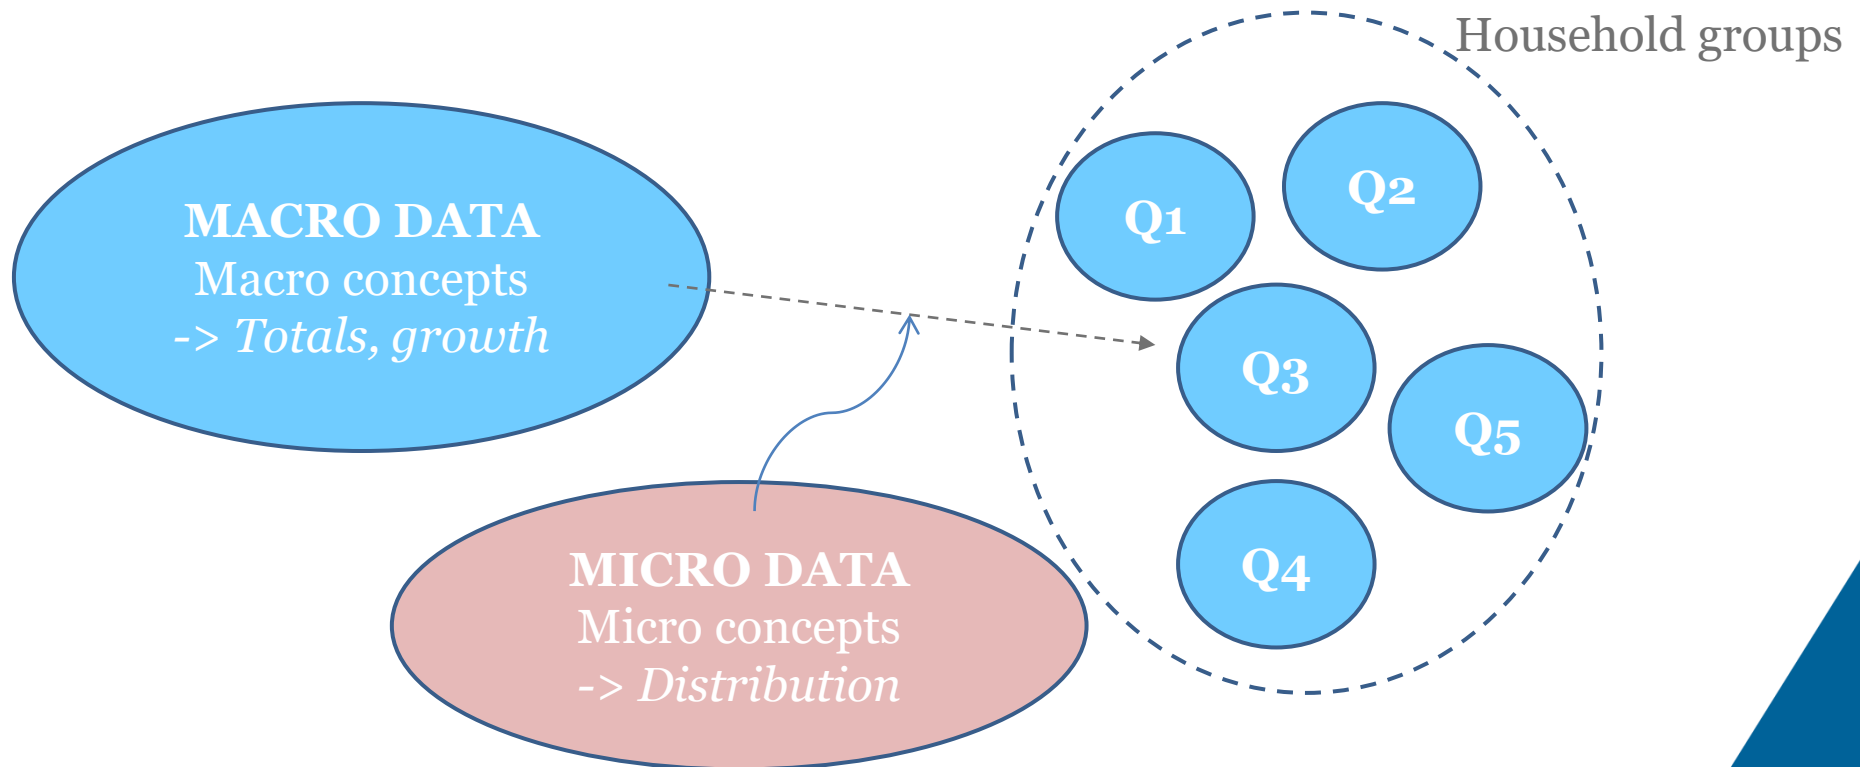 Household groups
MACRO DATA
Macro concepts
-> Totals, growth
Q1
Q2
Q3
Q5
Q4
MICRO DATA
Micro concepts
-> Distribution